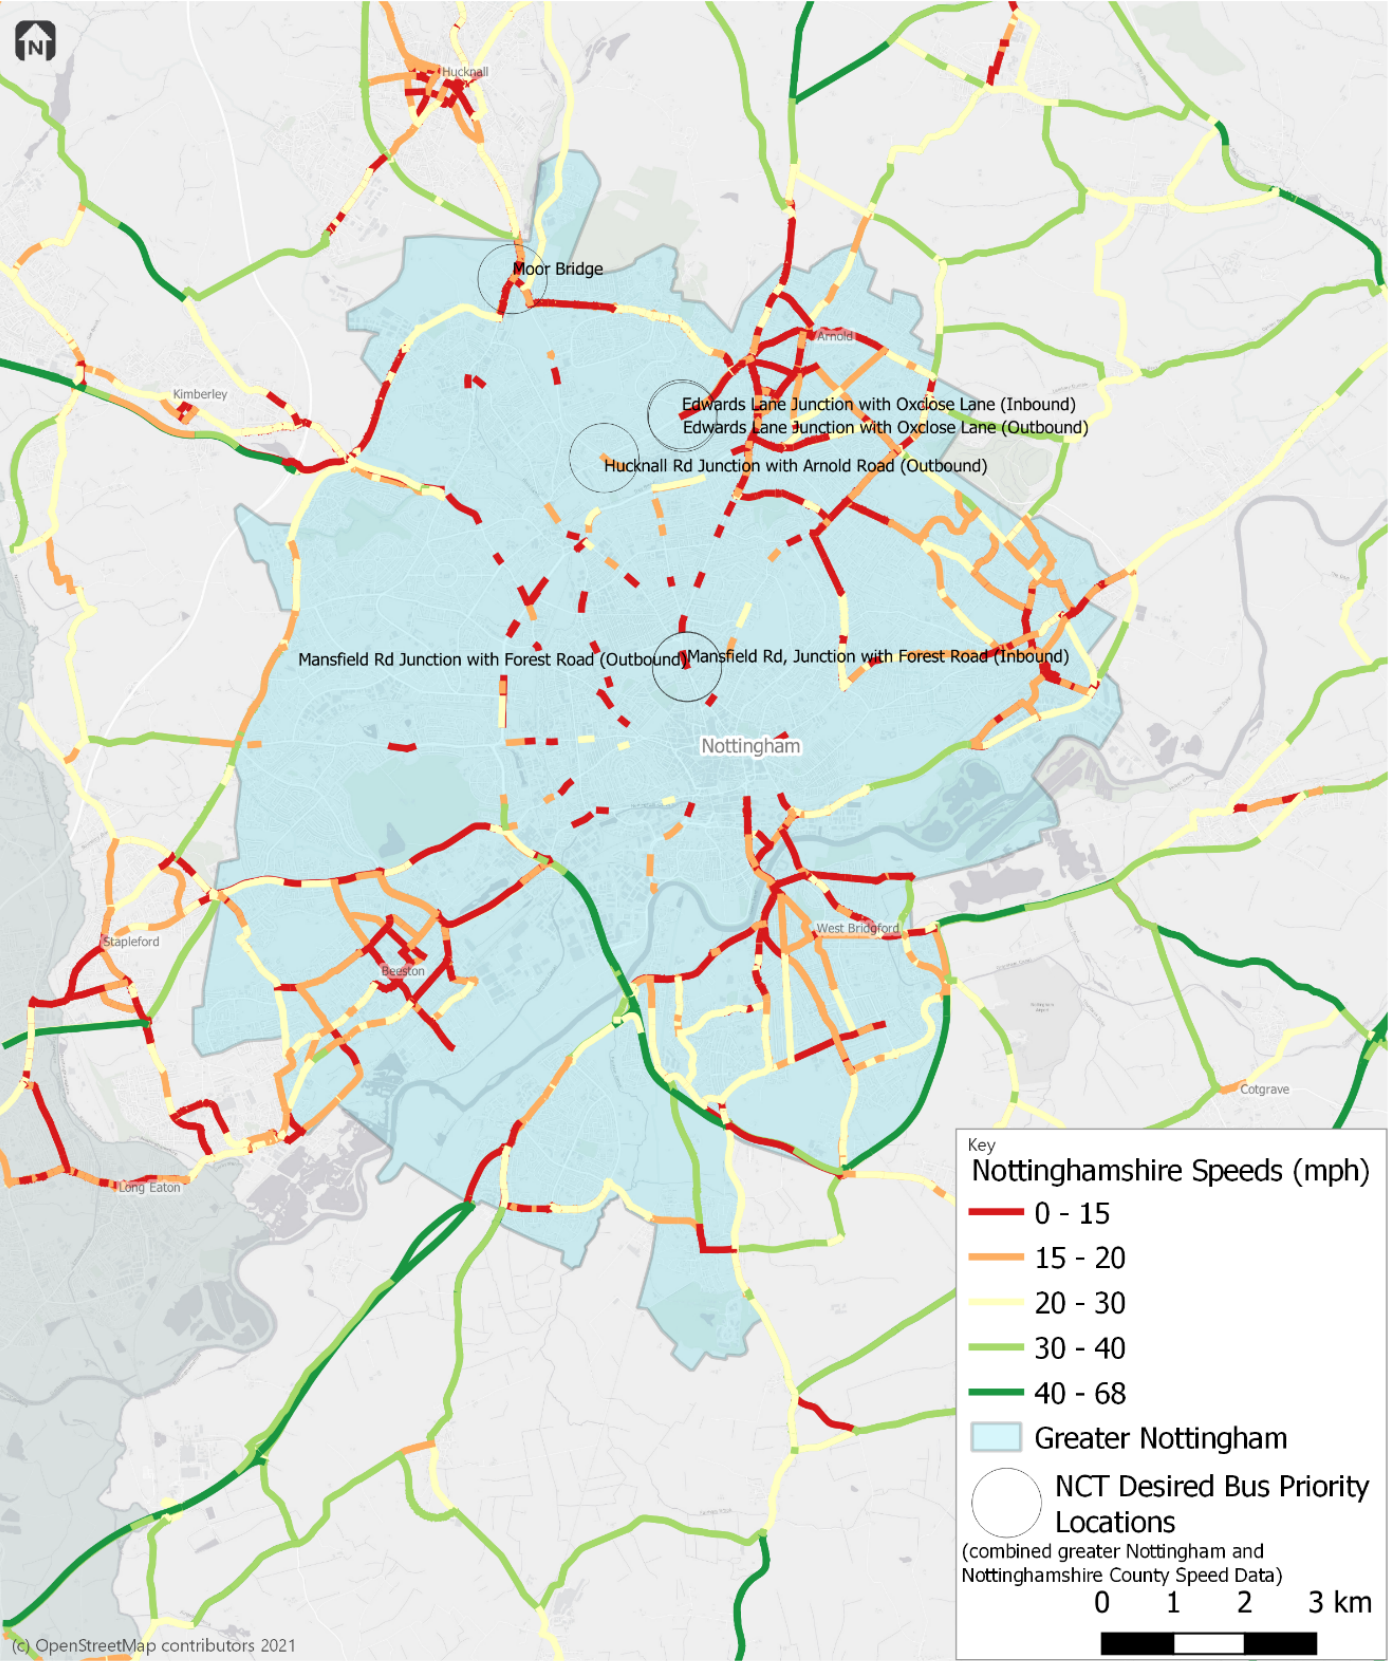 N
Hucknall
Moor Bridge
Arnold
Kimberley
Edwards Lane Junction with Oxclose Lane (Inbound)
Edwards Lane Junction with Oxclose Lane (Outbound)
Hucknall Rd Junction with Arnold Road (Outbound)
Mansfield Rd Junction with Forest Road (Outbound)
Mansfield Rd, Junction with Forest Road (Inbound)
Nottingham
West Bridgford
Stapleford
Beeston
Cotgrave
Long Eaton
Key
Nottinghamshire Speeds (mph)
0 - 15
15 - 20
20 - 30
30 - 40
40 - 68
Greater Nottingham
NCT Desired Bus Priority
Locations
(combined greater Nottingham and
Nottinghamshire County Speed Data)
0 1 2 3 km
(c) OpenStreetMap contributors 2021